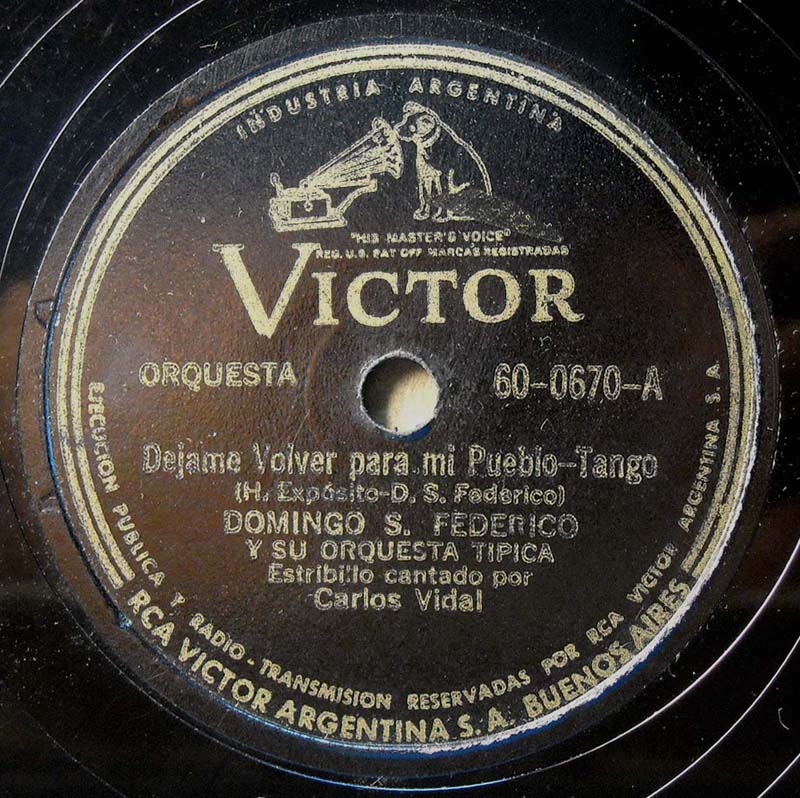 INDUSTRIA ARGENTINA
"HIS MASTER'S VOICE"
REG. U.S. PAT OFF MARCAS REGISTRADAS
VICTOR
ORQUESTA
60-0670-A
Dejame Volver para mi Pueblo-Tango
(H. Expósito-D. S. Federico)
DOMINGO S. FEDERICO
Y SU ORQUESTA TIPICA
Estribillo cantado por
Carlos Vidal
EJECUCION PUBLICA Y RADIO-TRANSMISION RESERVADAS POR RCA VICTOR ARGENTINA S.A.
RCA VICTOR ARGENTINA S.A. BUENOS AIRES